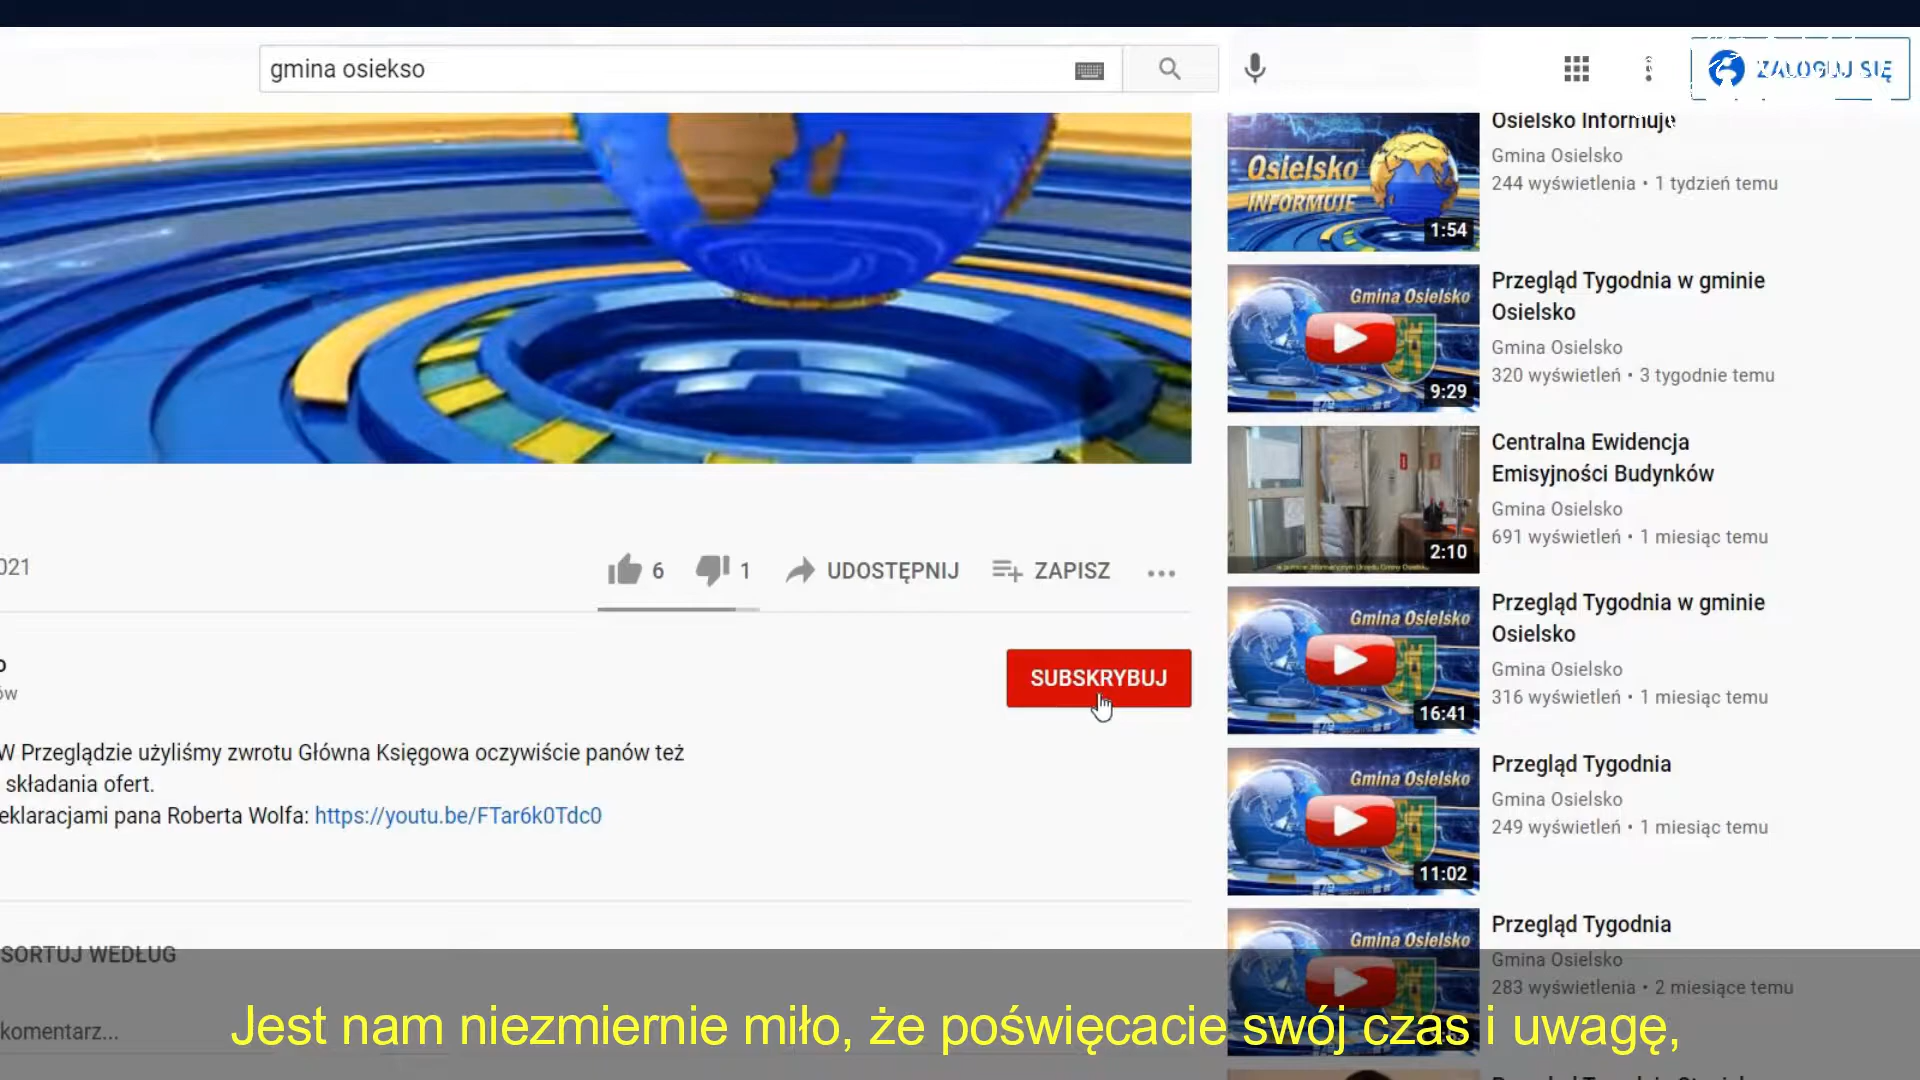 gmina osiekso
ZALOGUJ SIĘ
021
6
1
UDOSTĘPNIJ
ZAPISZ
SUBSKRYBUJ
W Przeglądzie użyliśmy zwrotu Główna Księgowa oczywiście panów też
składania ofert.
eklaracjami pana Roberta Wolfa: https://youtu.be/FTar6k0Tdc0
SORTUJ WEDŁUG
komentarz...
Osielsko
INFORMUJE
1:54
Osielsko Informuje
Gmina Osielsko
244 wyświetlenia • 1 tydzień temu
Gmina Osielsko
9:29
Przegląd Tygodnia w gminie
Osielsko
Gmina Osielsko
320 wyświetleń • 3 tygodnie temu
2:10
Centralna Ewidencja
Emisyjności Budynków
Gmina Osielsko
691 wyświetleń • 1 miesiąc temu
Gmina Osielsko
16:41
Przegląd Tygodnia w gminie
Osielsko
Gmina Osielsko
316 wyświetleń • 1 miesiąc temu
Gmina Osielsko
11:02
Przegląd Tygodnia
Gmina Osielsko
249 wyświetleń • 1 miesiąc temu
Gmina Osielsko
Przegląd Tygodnia
Gmina Osielsko
283 wyświetlenia • 2 miesiące temu
Jest nam niezmiernie miło, że poświęcacie swój czas i uwagę,